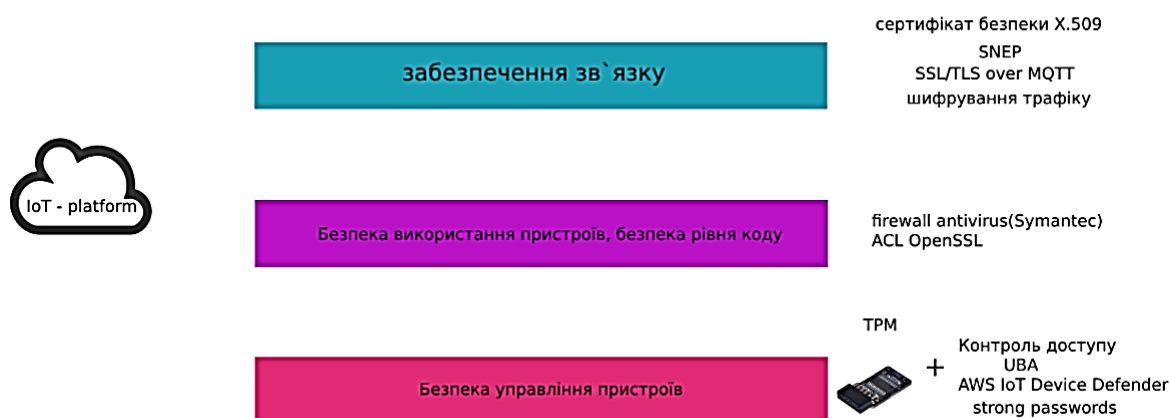 сертифікат безпеки X.509
SNEP
SSL/TLS over MQTT
шифрування трафіку
забезпечення зв`язку
IoT - platform
Безпека використання пристроїв, безпека рівня коду
firewall antivirus(Symantec)
ACL OpenSSL
TPM
+
Контроль доступу
UBA
AWS IoT Device Defender
strong passwords
Безпека управління пристроїв